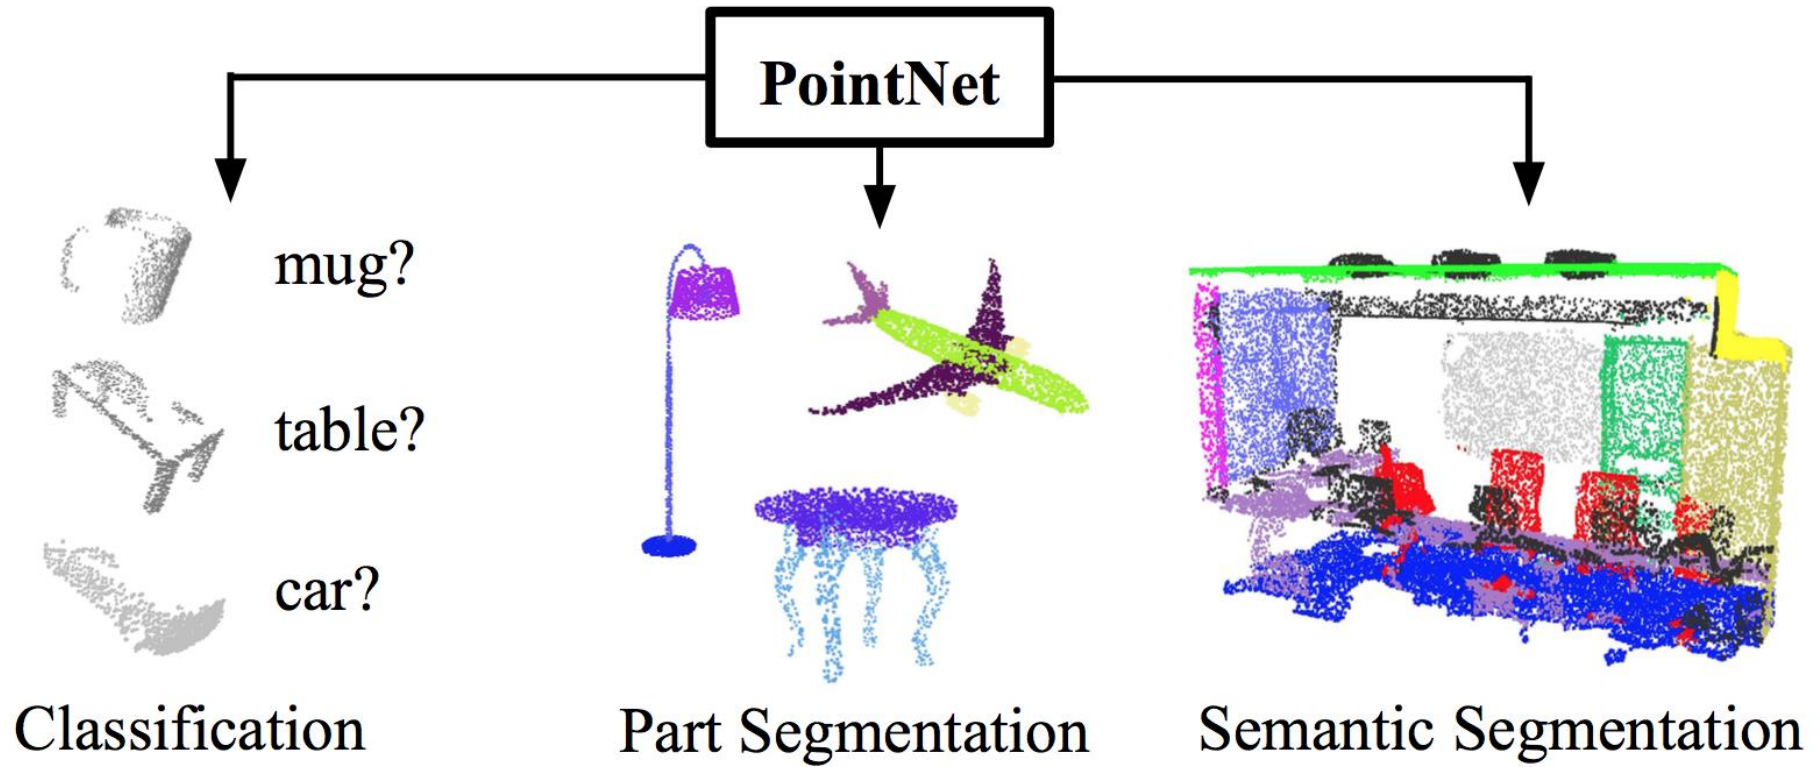 PointNet
mug?
table?
car?
Classification
Part Segmentation
Semantic Segmentation